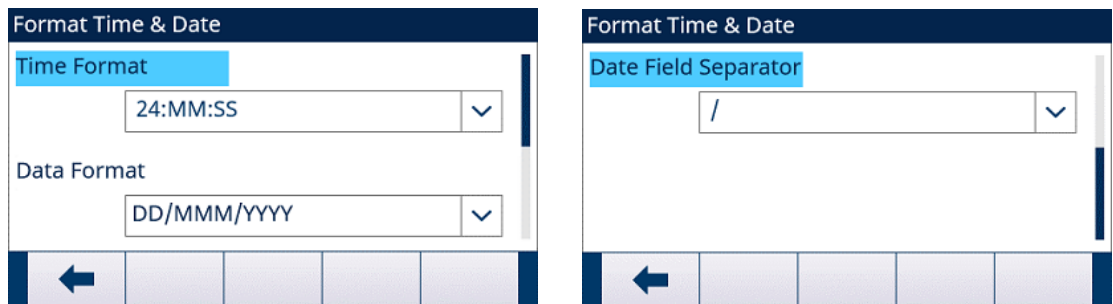 Format Time & Date
Time Format
24:MM:SS
Data Format
DD/MMM/YYYY
Format Time & Date
Date Field Separator
/